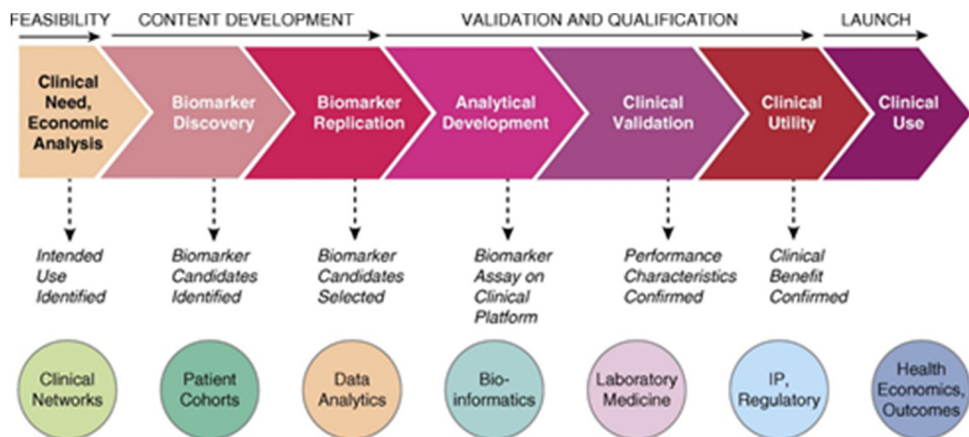 FEASIBILITY
CONTENT DEVELOPMENT
VALIDATION AND QUALIFICATION
LAUNCH
Clinical
Need,
Economic
Analysis
Biomarker
Discovery
Biomarker
Replication
Analytical
Development
Clinical
Validation
Clinical
Utility
Clinical
Use
Intended
Use
Identified
Biomarker
Candidates
Identified
Biomarker
Candidates
Selected
Biomarker
Assay on
Clinical
Platform
Performance
Characteristics
Confirmed
Clinical
Benefit
Confirmed
Clinical
Networks
Patient
Cohorts
Data
Analytics
Bio-
informatics
Laboratory
Medicine
IP,
Regulatory
Health
Economics,
Outcomes